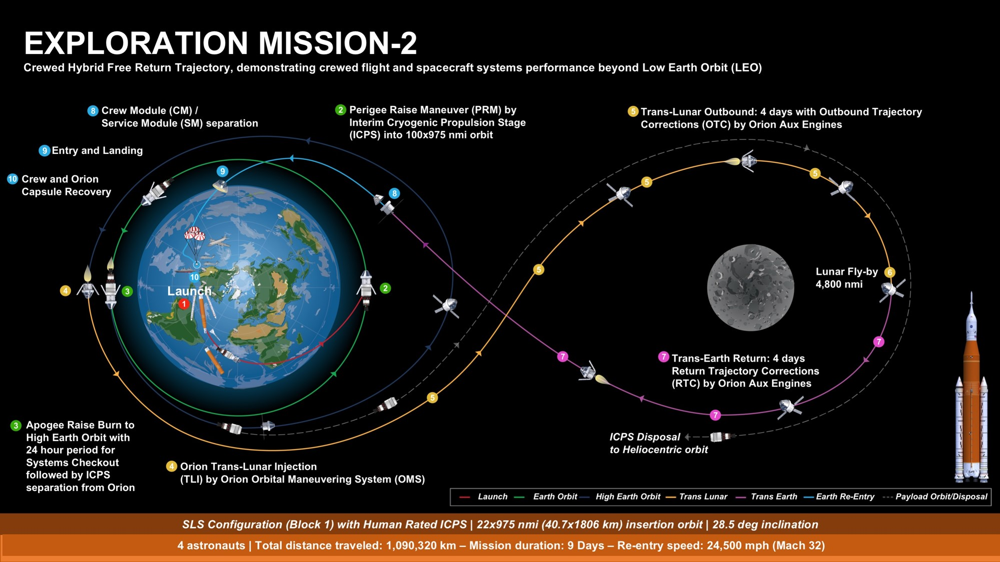 EXPLORATION MISSION-2
Crewed Hybrid Free Return Trajectory, demonstrating crewed flight and spacecraft systems performance beyond Low Earth Orbit (LEO)
8 Crew Module (CM) /
Service Module (SM) separation
2 Perigee Raise Maneuver (PRM) by
Interim Cryogenic Propulsion Stage
(ICPS) into 100x975 nmi orbit
5 Trans-Lunar Outbound: 4 days with Outbound Trajectory
Corrections (OTC) by Orion Aux Engines
9 Entry and Landing
10 Crew and Orion
Capsule Recovery
9
8
5
5
5
10
Launch
1
4
3
2
Lunar Fly-by 6
4,800 nmi
7
7
7 Trans-Earth Return: 4 days
Return Trajectory Corrections
(RTC) by Orion Aux Engines
5
7
3 Apogee Raise Burn to
High Earth Orbit with
24 hour period for
Systems Checkout
followed by ICPS
separation from Orion
ICPS Disposal
to Heliocentric orbit
4 Orion Trans-Lunar Injection
(TLI) by Orion Orbital Maneuvering System (OMS)
Launch Earth Orbit High Earth Orbit Trans Lunar Trans Earth Earth Re-Entry Payload Orbit/Disposal
SLS Configuration (Block 1) with Human Rated ICPS | 22x975 nmi (40.7x1806 km) insertion orbit | 28.5 deg inclination
4 astronauts | Total distance traveled: 1,090,320 km – Mission duration: 9 Days – Re-entry speed: 24,500 mph (Mach 32)